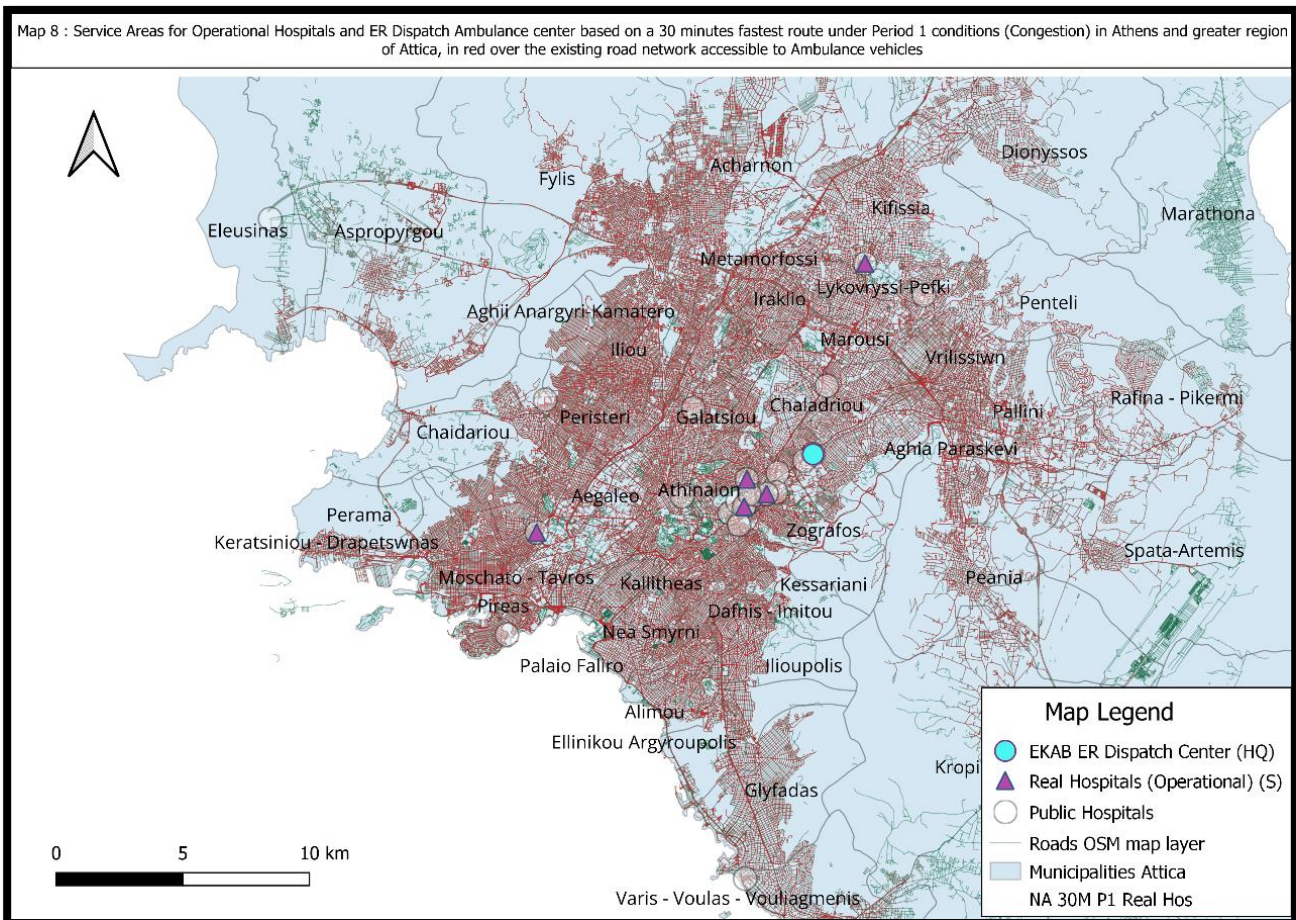 Map 8 : Service Areas for Operational Hospitals and ER Dispatch Ambulance center based on a 30 minutes fastest route under Period 1 conditions (Congestion) in Athens and greater region
of Attica, in red over the existing road network accessible to Ambulance vehicles
Acharnon
Dionyssos
Fylis
Kifissia
Marathona
Eleusinas
Aspropyrgou
Metamorfossi
Lykovryssi-Pefki
Iraklio
Penteli
Aghii Anargyri-Kamatero
Iliou
Marousi
Vrilissiwn
Peristeri
Galatsiou
Chaladriou
Pallini
Rafina - Pikermi
Chaidariou
Aghia Paraskevi
Aegaleo
Athinaion
Perama
Zografos
Keratsiniou - Drapetswnas
Spata-Artemis
Moschato - Tavros
Kallitheas
Kessariani
Peania
Pireas
Dafnis - Imitou
Nea Smyrni
Palaio Faliro
Ilioupolis
Alimou
Ellinikou Argyroupolis
Kropi
Glyfadas
Varis - Voulas - Vouliagmenis
0 5 10 km
Map Legend
EKAB ER Dispatch Center (HQ)
Real Hospitals (Operational) (S)
Public Hospitals
Roads OSM map layer
Municipalities Attica
NA 30M P1 Real Hos